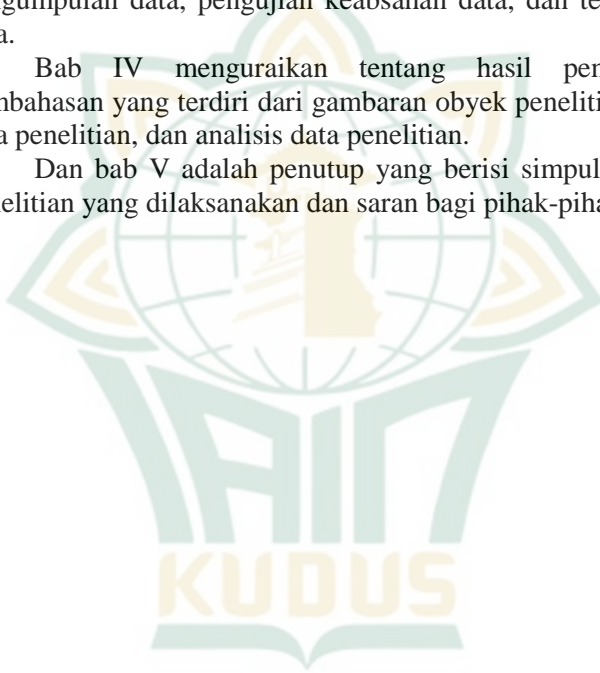 ngumpulan data, pengujian keabsahan data, dan te
a.
Bab IV menguraikan tentang hasil pen
mbahasan yang terdiri dari gambaran obyek peneliti
a penelitian, dan analisis data penelitian.
Dan bab V adalah penutup yang berisi simpul
nelitian yang dilaksanakan dan saran bagi pihak-piha
IAIN
KUDUS